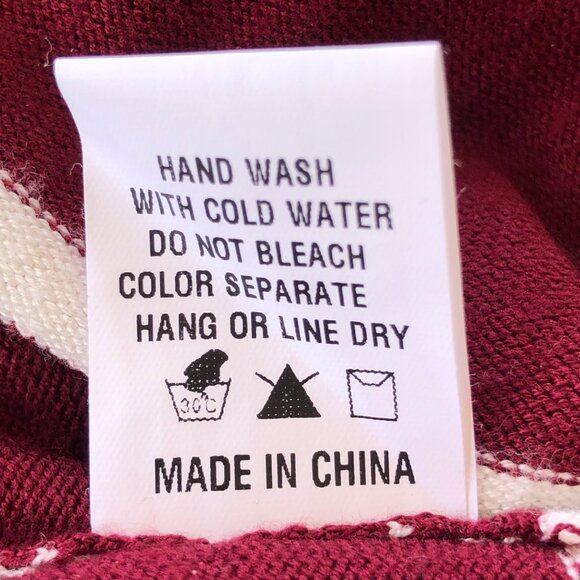 HAND WASH
WITH COLD WATER
DO NOT BLEACH
COLOR SEPARATE
HANG OR LINE DRY
30°C
MADE IN CHINA